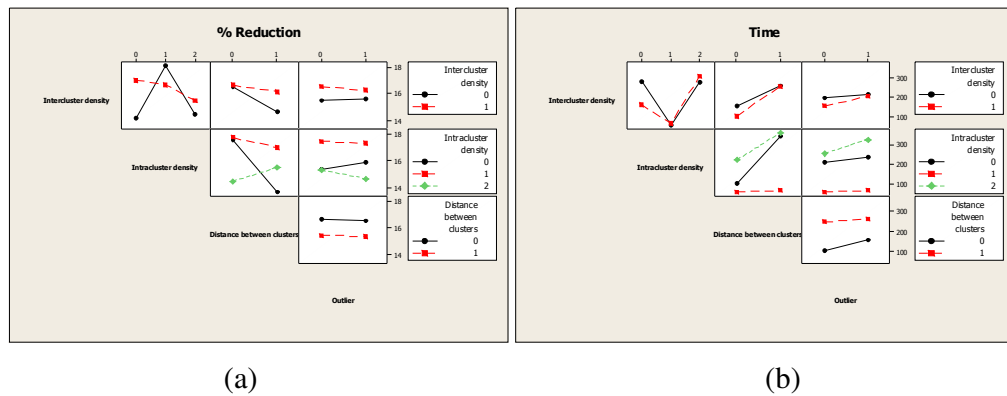 % Reduction
0 1 2 0 1 0 1
Intercluster density
18
16
14
Intercluster
density
0
1
Intracluster density
18
16
14
Intracluster
density
0
1
2
Distance between clusters
18
16
14
Distance
between
clusters
0
1
Outlier
(a)
Time
0 1 2 0 1 0 1
Intercluster density
300
200
100
Intercluster
density
0
1
Intracluster density
300
200
100
Intracluster
density
0
1
2
Distance between clusters
300
200
100
Distance
between
clusters
0
1
Outlier
(b)